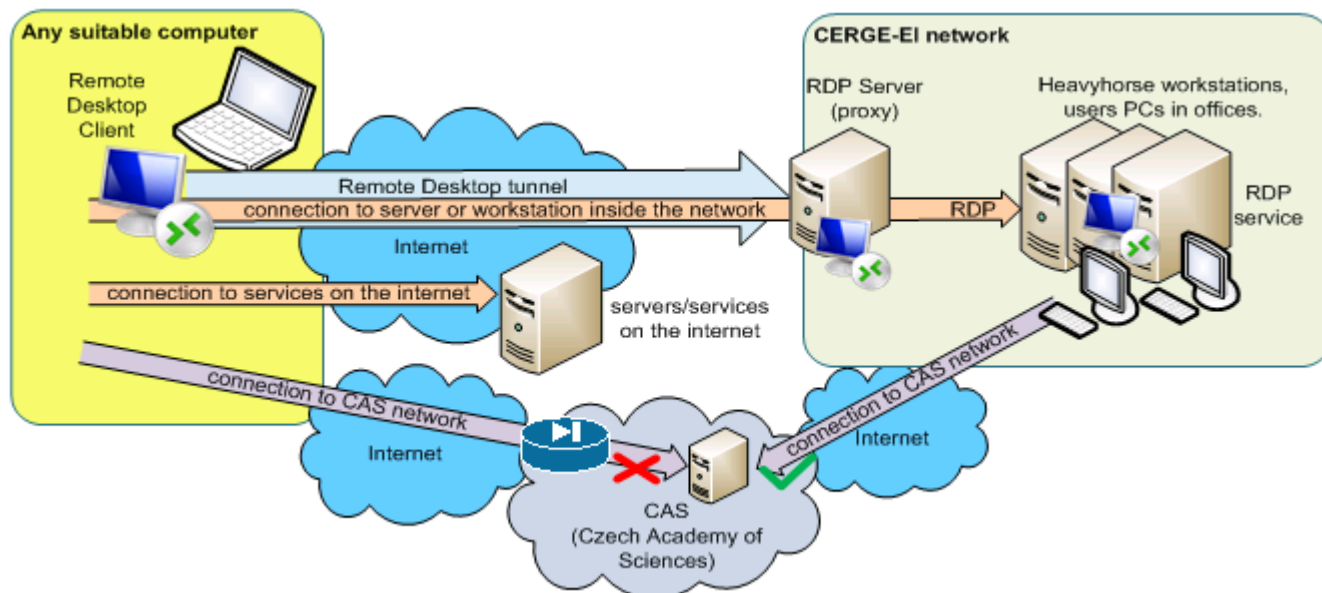 Any suitable computer
Remote
Desktop
Client
Remote Desktop tunnel
connection to server or workstation inside the network
Internet
connection to services on the internet
servers/services
on the internet
CERGE-EI network
RDP Server
(proxy)
Heavyhorse workstations,
users PCs in offices.
RDP
RDP
service
connection to CAS network
Internet
connection to CAS network
Internet
CAS
(Czech Academy of
Sciences)